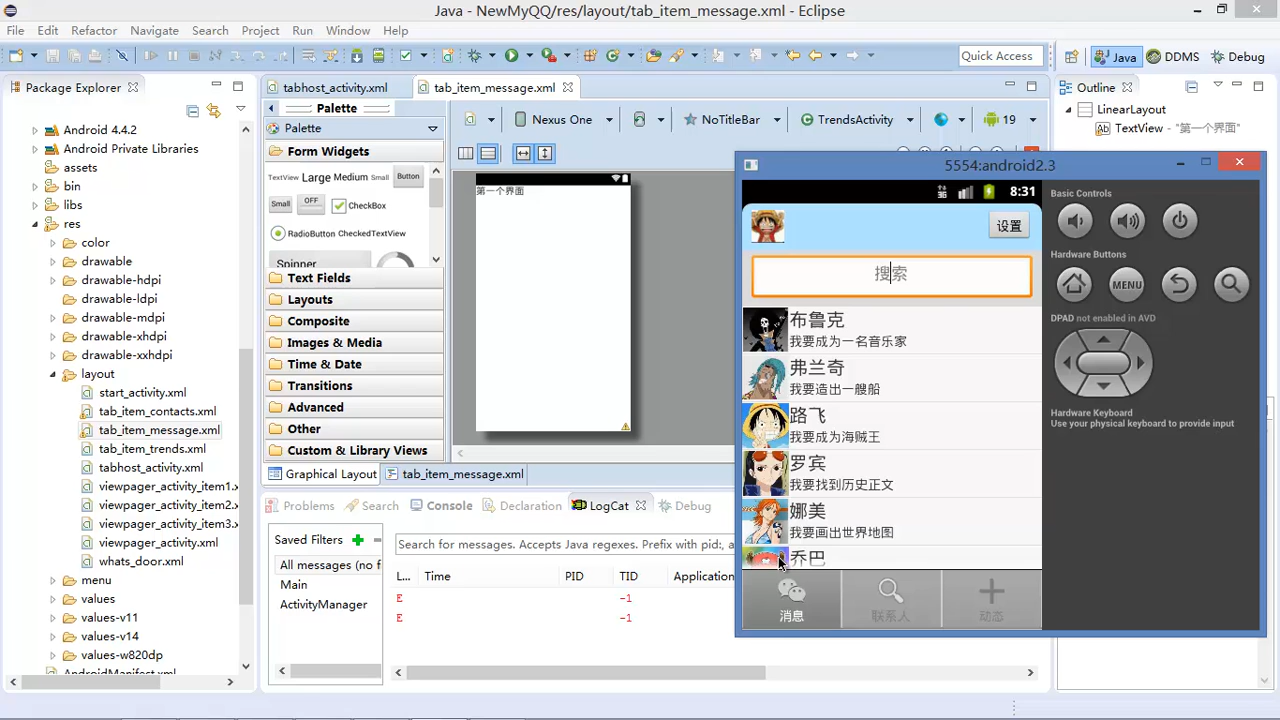 Java - NewMyQQ/res/layout/tab_item_message.xml - Eclipse
File Edit Refactor Navigate Search Project Run Window Help
Quick Access
Java
DDMS
Debug
Package Explorer
Android 4.4.2
Android Private Libraries
assets
bin
libs
res
color
drawable
drawable-hdpi
drawable-ldpi
drawable-mdpi
drawable-xhdpi
drawable-xxhdpi
layout
start_activity.xml
tab_item_contacts.xml
tab_item_message.xml
tab_item_trends.xml
tabhost_activity.xml
viewpager_activity_item1.x
viewpager_activity_item2.x
viewpager_activity_item3.x
viewpager_activity.xml
whats_door.xml
menu
values
values-v11
values-v14
values-w820dp
AndroidManifest.xml
tabhost_activity.xml
tab_item_message.xml
Palette
Palette
Form Widgets
TextView Large Medium Small Button
Small OFF CheckBox
RadioButton CheckedTextView
Spinner
Text Fields
Layouts
Composite
Images & Media
Time & Date
Transitions
Advanced
Other
Custom & Library Views
Nexus One
NoTitleBar
TrendsActivity
19
第一个界面
Graphical Layout
tab_item_message.xml
Outline
LinearLayout
Ab TextView - "第一个界面"
Problems
Search
Console
Declaration
LogCat
Debug
Saved Filters
All messages (no f
Main
ActivityManager
Search for messages. Accepts Java regexes. Prefix with pid:, a
L... Time PID TID Application
E -1
E -1
5554:android2.3
8:31
设置
搜索
布鲁克
我要成为一名音乐家
弗兰奇
我要造出一艘船
路飞
我要成为海贼王
罗宾
我要找到历史正文
娜美
我要画出世界地图
乔巴
消息
联系人
动态
Basic Controls
Hardware Buttons
MENU
DPAD not enabled in AVD
Hardware Keyboard
Use your physical keyboard to provide input